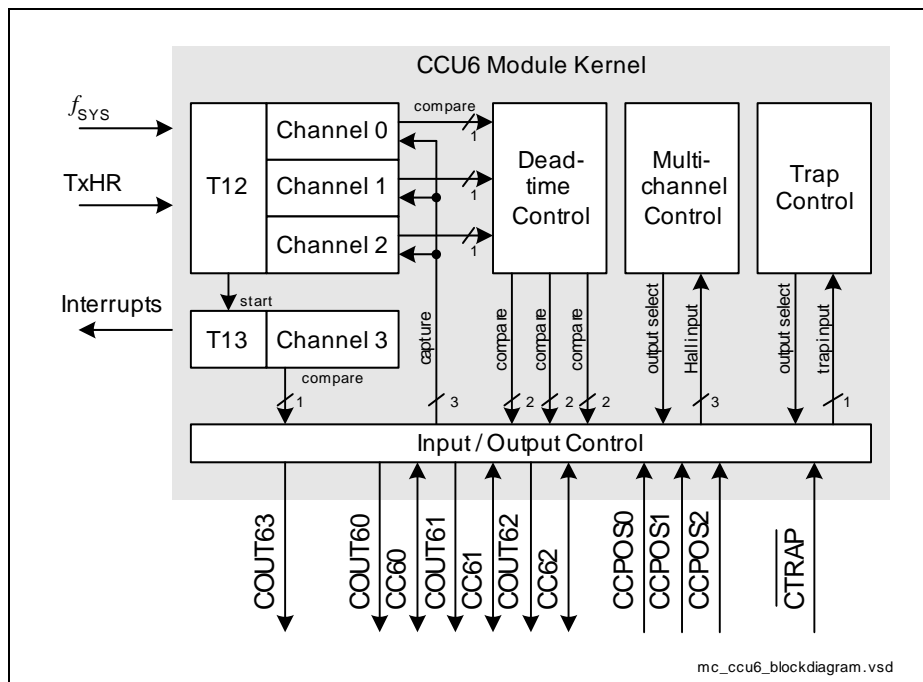 CCU6 Module Kernel
fSYS
TxHR
Interrupts
T12
Channel 0
Channel 1
Channel 2
compare
1
1
1
Dead-
time
Control
Multi-
channel
Control
Trap
Control
start
T13
Channel 3
compare
1
capture
3
compare
2
compare
2
compare
2
output select
Hall input
3
output select
trap input
1
Input / Output Control
COUT63
COUT60
CC60
COUT61
CC61
COUT62
CC62
CCPOS0
CCPOS1
CCPOS2
CTRAP
mc_ccu6_blockdiagram.vsd